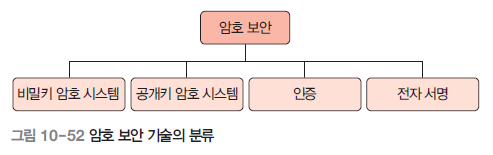 암호 보안
비밀키 암호 시스템 공개키 암호 시스템 인증 전자 서명
그림 10-52 암호 보안 기술의 분류